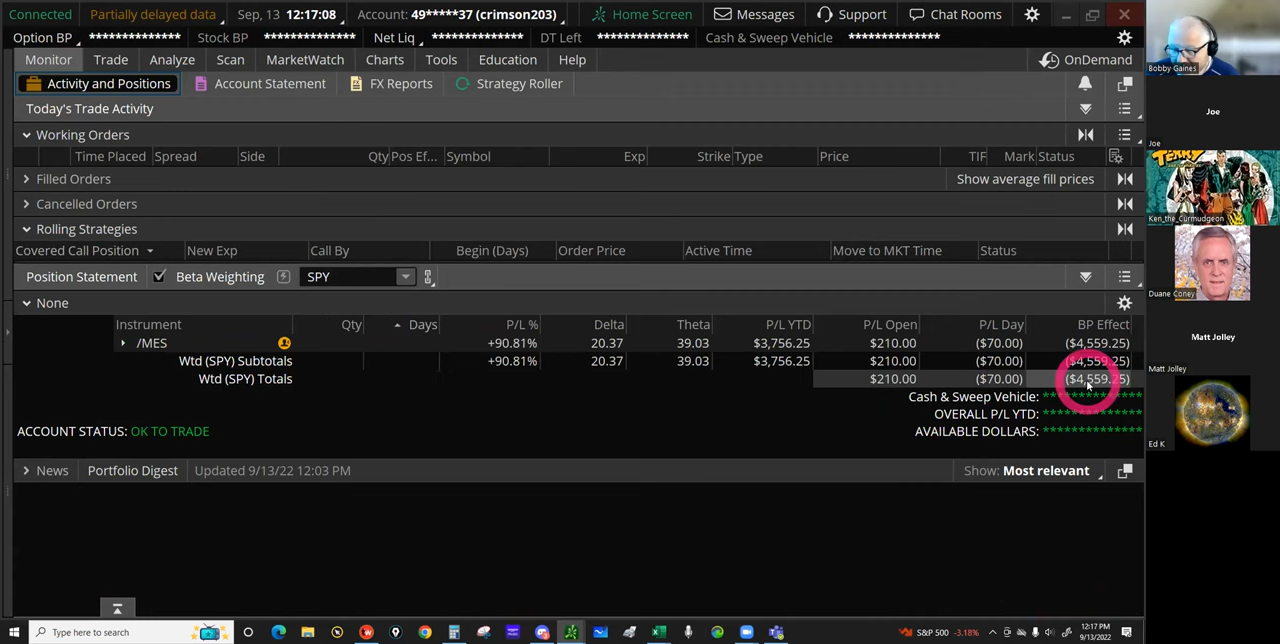 Connected Partially delayed data Sep, 13 12:17:08 Account: 49*****37 (crimson203) Home Screen Messages Support Chat Rooms
Option BP ************** Stock BP ************** Net Liq ************** DT Left ************** Cash & Sweep Vehicle **************
Monitor Trade Analyze Scan MarketWatch Charts Tools Education Help OnDemand
Activity and Positions Account Statement FX Reports Strategy Roller
Today's Trade Activity
Working Orders
Time Placed Spread Side Qty Pos Ef... Symbol Exp Strike Type Price TIF Mark Status
Filled Orders Show average fill prices
Cancelled Orders
Rolling Strategies
Covered Call Position New Exp Call By Begin (Days) Order Price Active Time Move to MKT Time Status
Position Statement Beta Weighting SPY
None
Instrument Qty Days P/L % Delta Theta P/L YTD P/L Open P/L Day BP Effect
/MES +90.81% 20.37 39.03 $3,756.25 $210.00 ($70.00) ($4,559.25)
Wtd (SPY) Subtotals +90.81% 20.37 39.03 $3,756.25 $210.00 ($70.00) ($4,559.25)
Wtd (SPY) Totals $210.00 ($70.00) ($4,559.25)
Cash & Sweep Vehicle: **************
OVERALL P/L YTD: **************
ACCOUNT STATUS: OK TO TRADE AVAILABLE DOLLARS: **************
News Portfolio Digest Updated 9/13/22 12:03 PM Show: Most relevant
Type here to search S&P 500 -3.18% 12:17 PM
9/13/2022
Bobby Gaines
Joe
Joe
TERRY
Ken_the_Curmudgeon
Duane Coney
Matt Jolley
Matt Jolley
Ed K